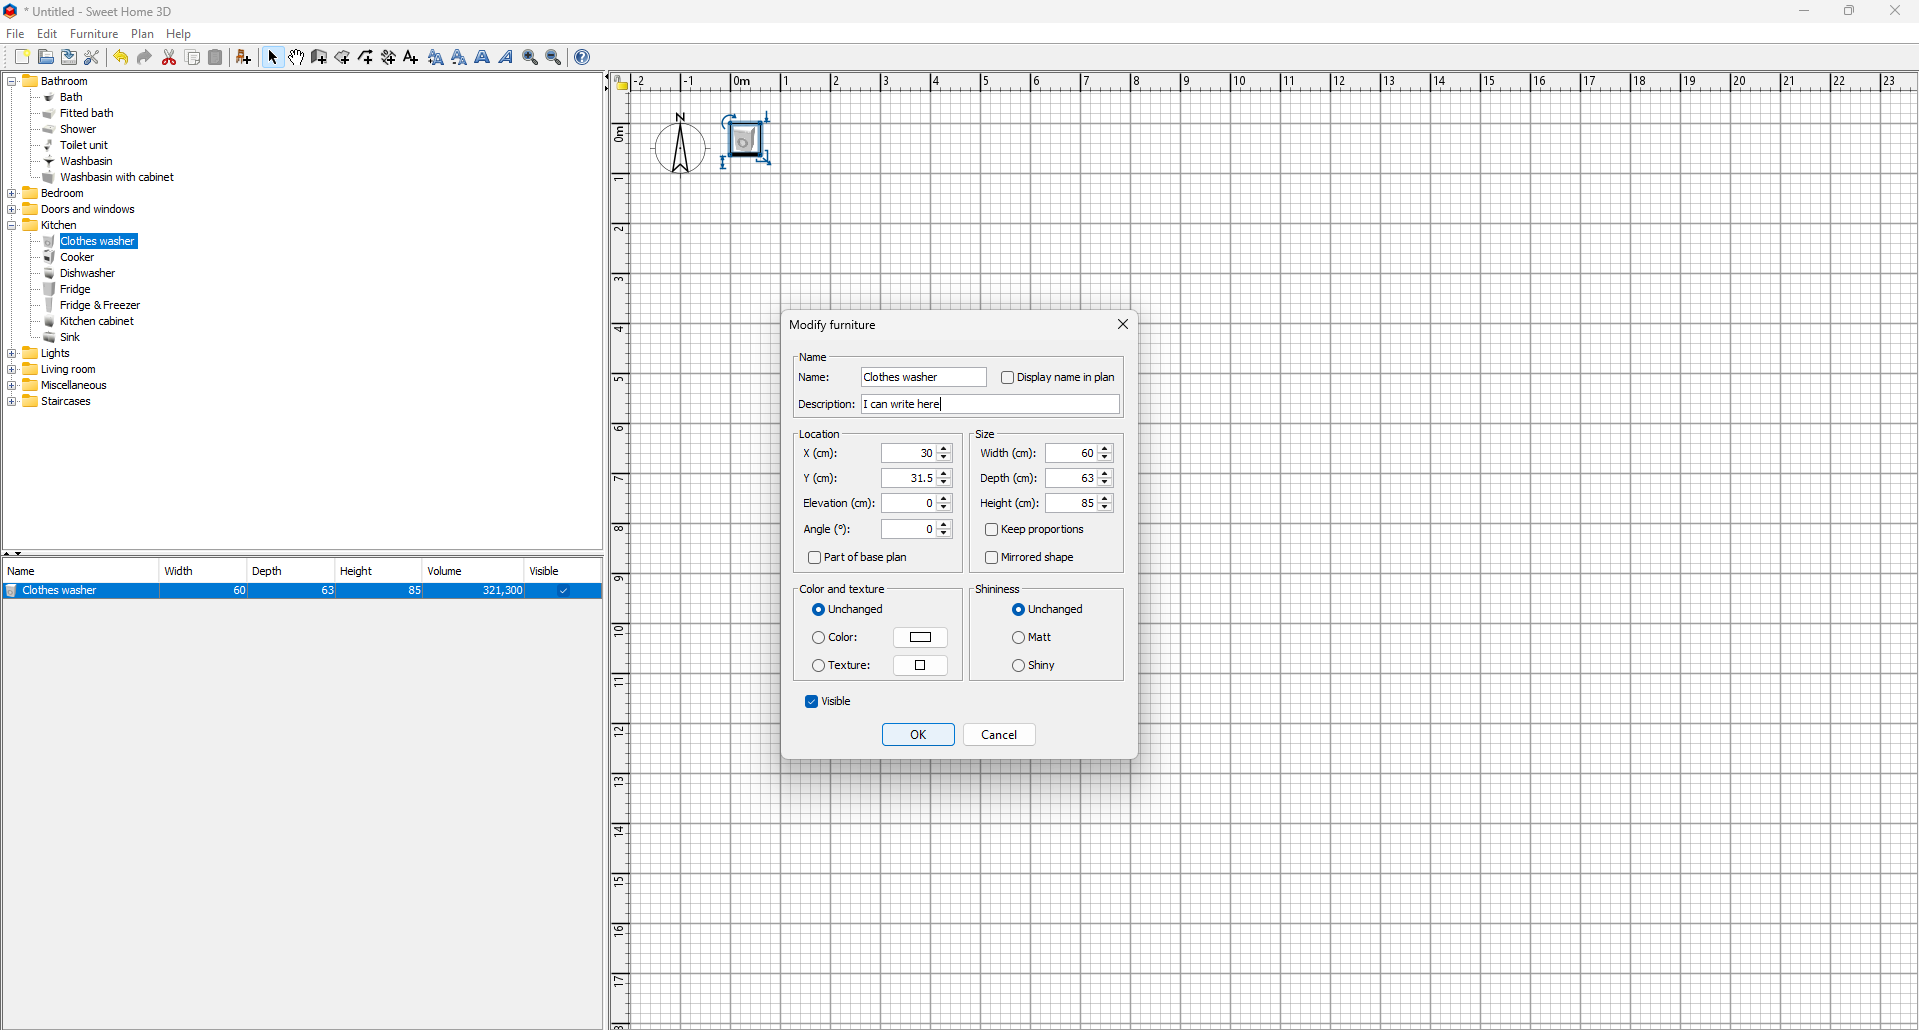 * Untitled - Sweet Home 3D
File Edit Furniture Plan Help
Bathroom
Bath
Fitted bath
Shower
Toilet unit
Washbasin
Washbasin with cabinet
Bedroom
Doors and windows
Kitchen
Clothes washer
Cooker
Dishwasher
Fridge
Fridge & Freezer
Kitchen cabinet
Sink
Lights
Living room
Miscellaneous
Staircases
Name Width Depth Height Volume Visible
Clothes washer 60 63 85 321,300
-2 -1 0m 1 2 3 4 5 6 7 8 9 10 11 12 13 14 15 16 17 18 19 20 21 22 23
0m
1
2
3
4
5
6
7
8
9
10
11
12
13
14
15
16
17
N
Modify furniture
Name
Name: Clothes washer Display name in plan
Description: I can write here
Location
X (cm): 30
Y (cm): 31.5
Elevation (cm): 0
Angle (°): 0
Part of base plan
Size
Width (cm): 60
Depth (cm): 63
Height (cm): 85
Keep proportions
Mirrored shape
Color and texture
Unchanged
Color:
Texture:
Shininess
Unchanged
Matt
Shiny
Visible
OK Cancel